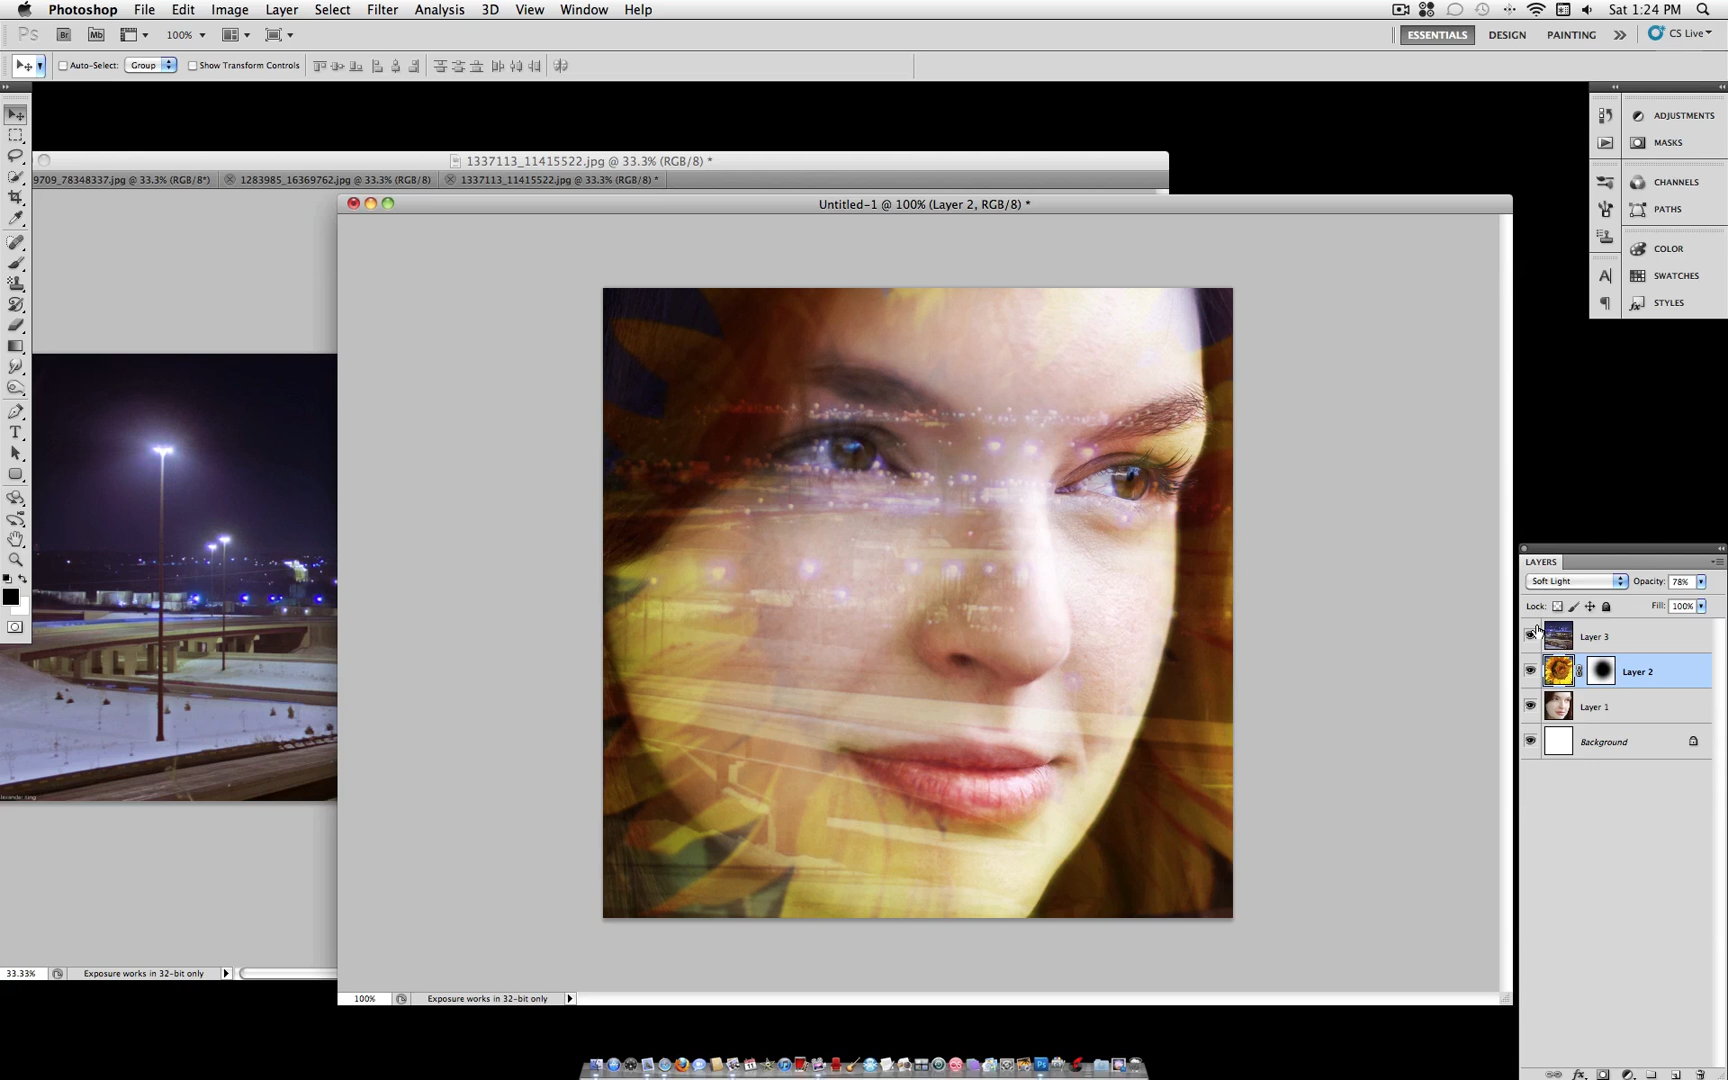 Photoshop File Edit Image Layer Select Filter Analysis 3D View Window Help Sat 1:24 PM
Ps Br Mb 100% ESSENTIALS DESIGN PAINTING >> CS Live
Auto-Select: Group Show Transform Controls
1337113_11415522.jpg @ 33.3% (RGB/8) *
9709_78348337.jpg @ 33.3% (RGB/8*) 1283985_16369762.jpg @ 33.3% (RGB/8) 1337113_11415522.jpg @ 33.3% (RGB/8) *
Untitled-1 @ 100% (Layer 2, RGB/8) *
ADJUSTMENTS
MASKS
CHANNELS
PATHS
COLOR
SWATCHES
STYLES
LAYERS
Soft Light Opacity: 78%
Lock: Fill: 100%
Layer 3
Layer 2
Layer 1
Background
33.33% Exposure works in 32-bit only
100% Exposure works in 32-bit only